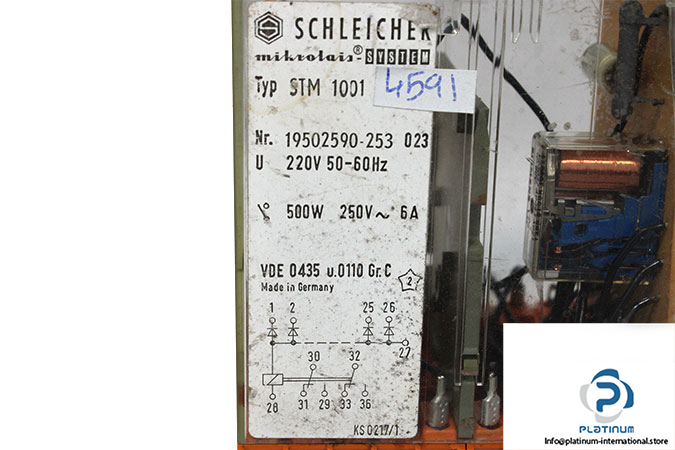 SCHLEICHER
mikrolais-® SYSTEM
Typ STM 1001 4591
Nr. 19502590-253 023
U 220V 50-60Hz
500W 250V~ 6A
VDE 0435 u.0110 Gr.C 2
Made in Germany
1 2 25 26
27
30 32
28 31 29 33 36
KS0217/1
PLATINUM
info@platinum-international.store